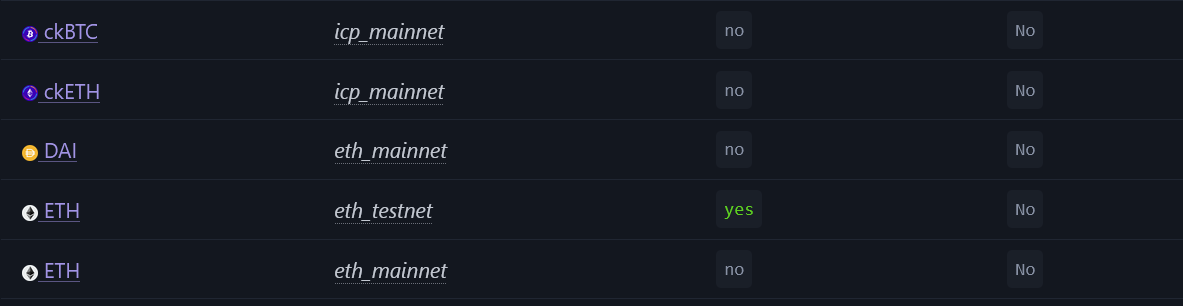 ckBTC icp_mainnet no No
ckETH icp_mainnet no No
DAI eth_mainnet no No
ETH eth_testnet yes No
ETH eth_mainnet no No